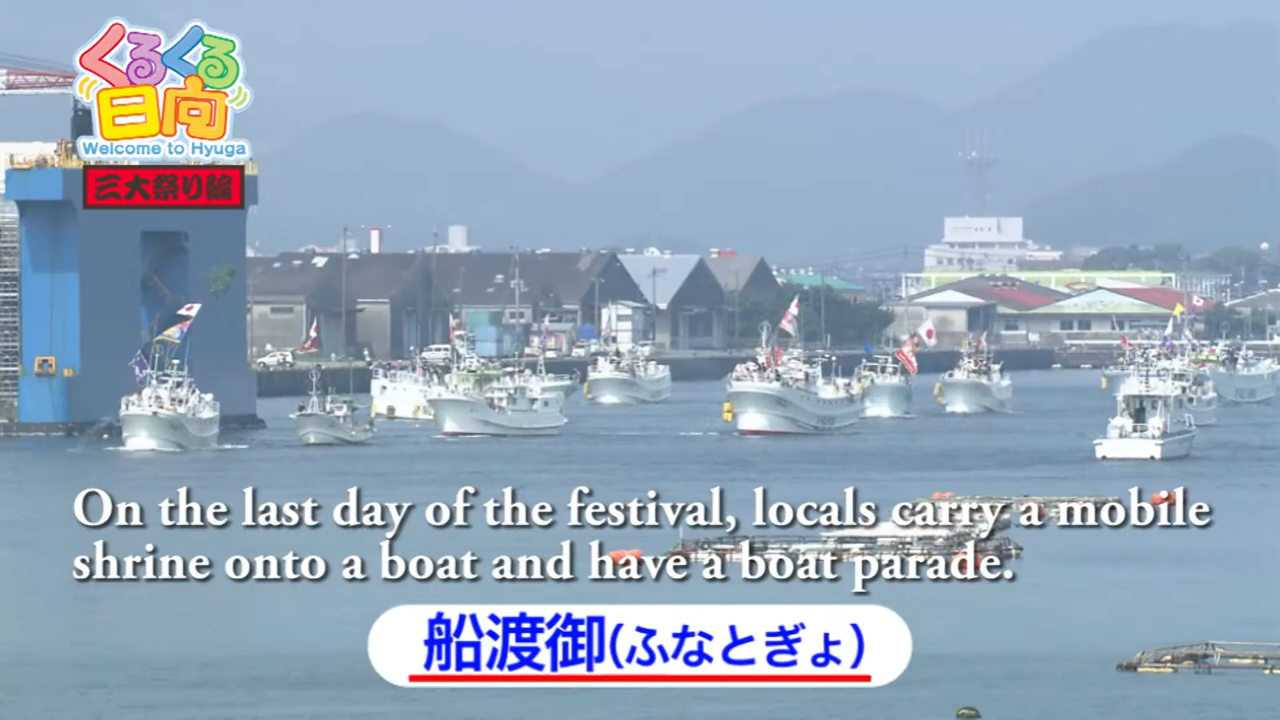 くるくる
日向
Welcome to Hyuga
三大祭り編
On the last day of the festival, locals carry a mobile
shrine onto a boat and have a boat parade.
船渡御(ふなとぎょ)